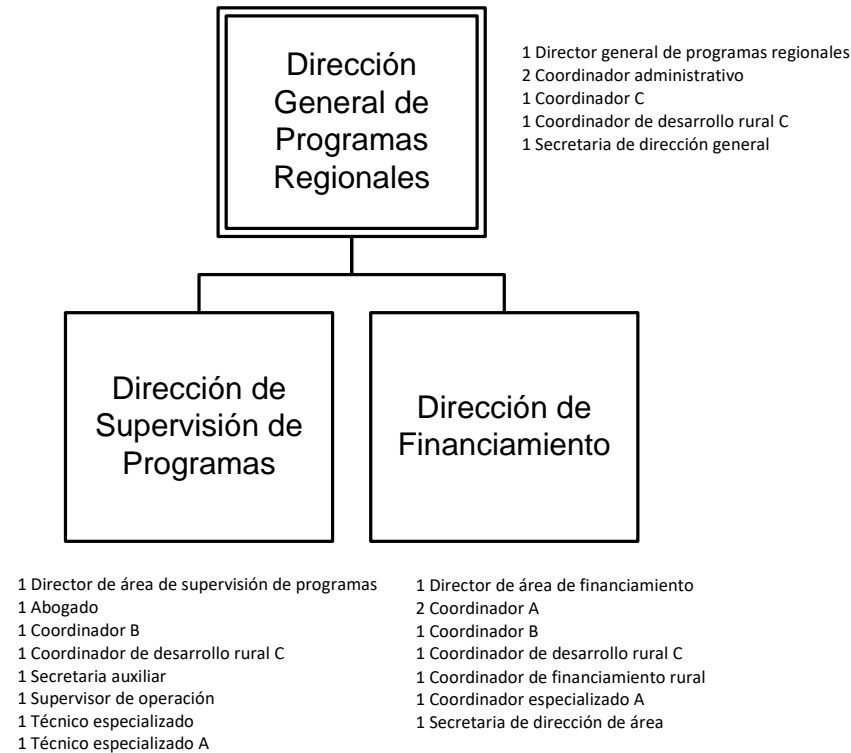 Dirección
General de
Programas
Regionales
1 Director general de programas regionales
2 Coordinador administrativo
1 Coordinador C
1 Coordinador de desarrollo rural C
1 Secretaria de dirección general
Dirección de
Supervisión de
Programas
Dirección de
Financiamiento
1 Director de área de supervisión de programas
1 Abogado
1 Coordinador B
1 Coordinador de desarrollo rural C
1 Secretaria auxiliar
1 Supervisor de operación
1 Técnico especializado
1 Técnico especializado A
1 Director de área de financiamiento
2 Coordinador A
1 Coordinador B
1 Coordinador de desarrollo rural C
1 Coordinador de financiamiento rural
1 Coordinador especializado A
1 Secretaria de dirección de área